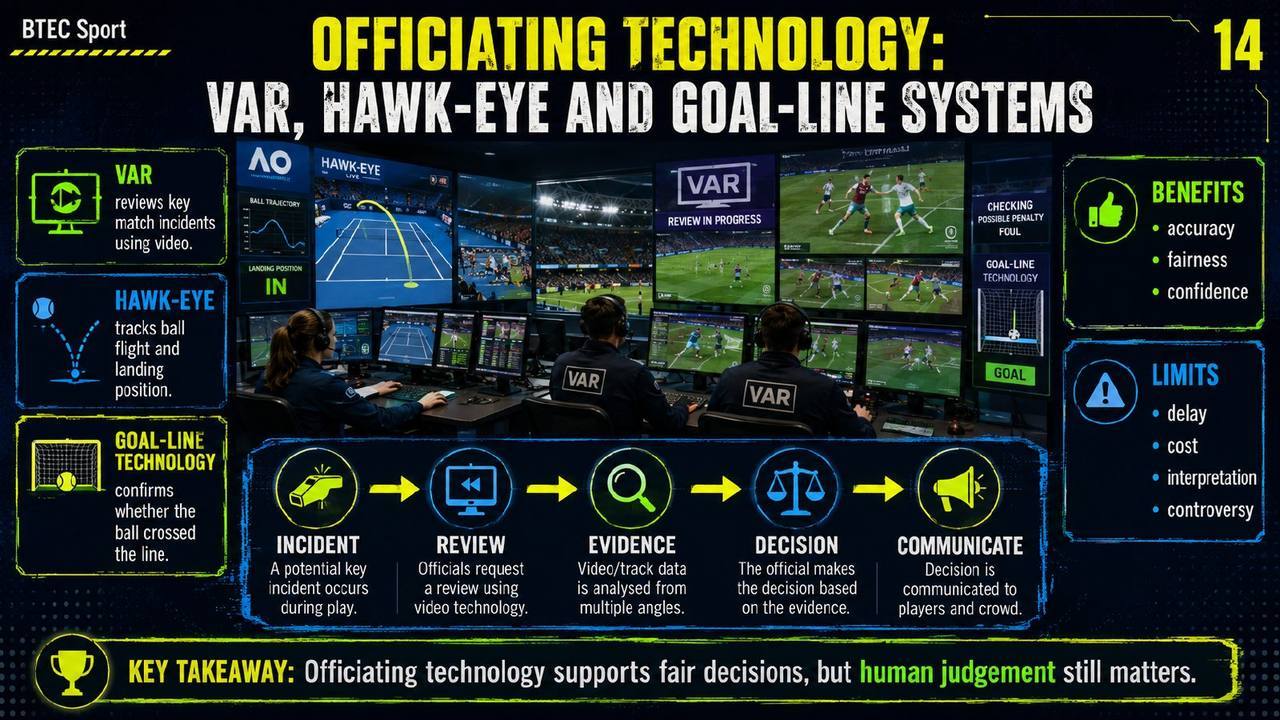 BTEC Sport
OFFICIATING TECHNOLOGY:
14
VAR, HAWK-EYE AND GOAL-LINE SYSTEMS
VAR
reviews key
match incidents
using video.
HAWK-EYE
tracks ball
flight and
landing
position.
GOAL-LINE
TECHNOLOGY
confirms
whether the
ball crossed
the line.
AO
BALL TRAJECTORY
LANDING POSITION
IN
HAWK-EYE
LIVE
VAR
REVIEW IN PROGRESS
CHECKING
POSSIBLE PENALTY
FOUL
GOAL-LINE
TECHNOLOGY
GOAL
VAR
VAR
BENEFITS
• accuracy
• fairness
• confidence
LIMITS
• delay
• cost
• interpretation
• controversy
INCIDENT
A potential key
incident occurs
during play.
REVIEW
Officials request
a review using
video technology.
EVIDENCE
Video/track data
is analysed from
multiple angles.
DECISION
The official makes
the decision based
on the evidence.
COMMUNICATE
Decision is
communicated to
players and crowd.
KEY TAKEAWAY: Officiating technology supports fair decisions, but human judgement still matters.